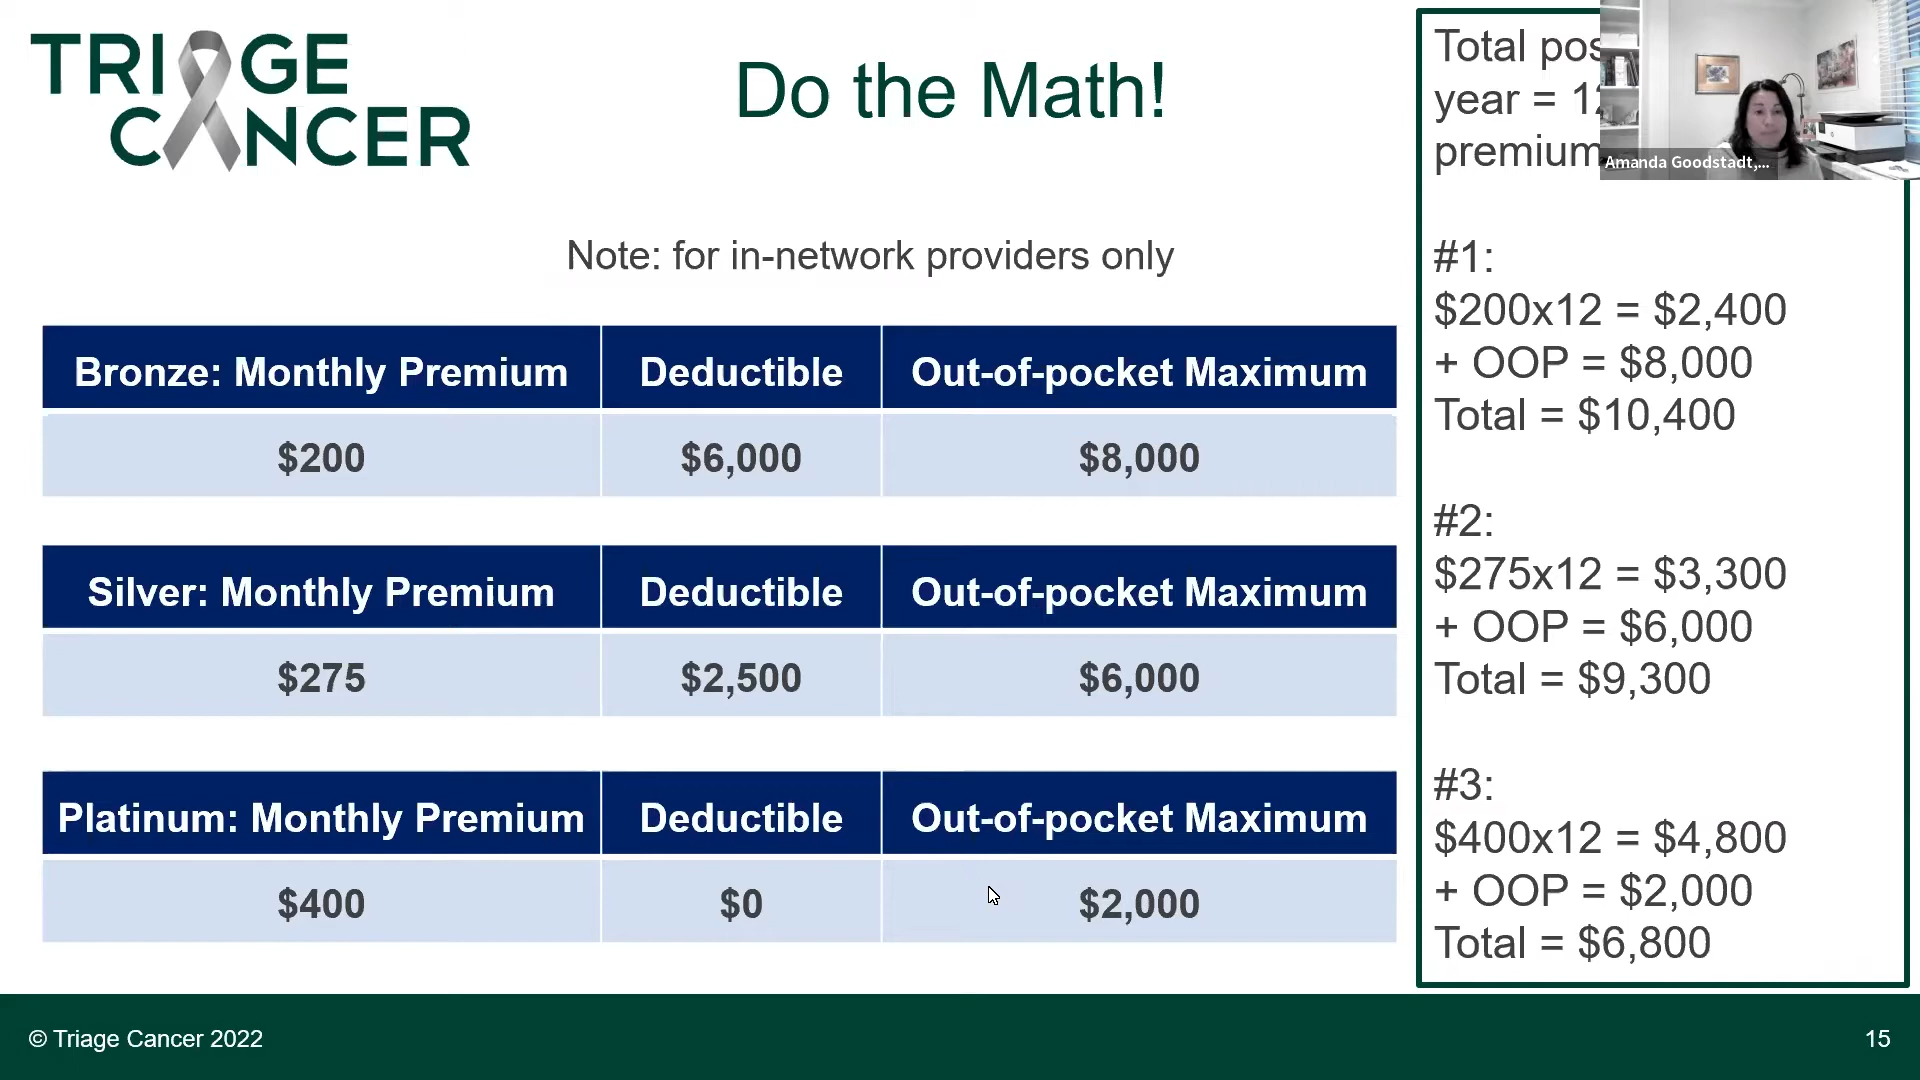 TRIAGE
CANCER
Do the Math!
Note: for in-network providers only
Bronze: Monthly Premium Deductible Out-of-pocket Maximum
$200 $6,000 $8,000
Silver: Monthly Premium Deductible Out-of-pocket Maximum
$275 $2,500 $6,000
Platinum: Monthly Premium Deductible Out-of-pocket Maximum
$400 $0 $2,000
Total
year =
premium
Amanda Goodstadt,...
#1:
$200x12 = $2,400
+ OOP = $8,000
Total = $10,400
#2:
$275x12 = $3,300
+ OOP = $6,000
Total = $9,300
#3:
$400x12 = $4,800
+ OOP = $2,000
Total = $6,800
© Triage Cancer 2022
15